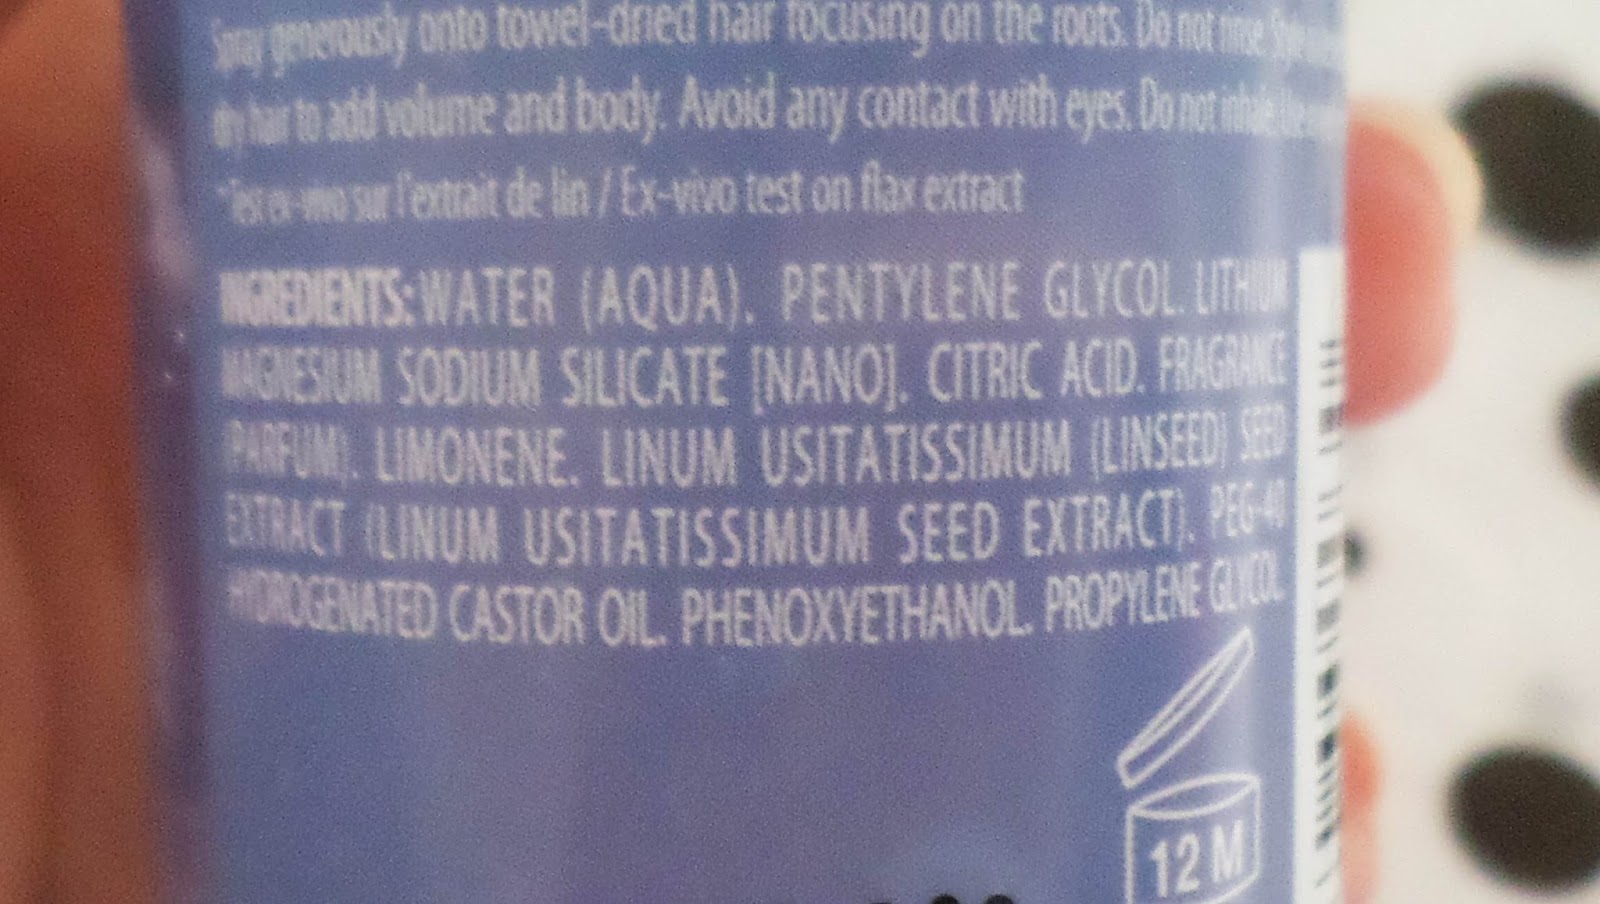 Spray generously onto towel-dried hair focusing on the roots. Do not rinse.
dry hair to add volume and body. Avoid any contact with eyes. Do not inhale.
*Test ex-vivo sur l'extrait de lin / Ex-vivo test on flax extract
INGREDIENTS: WATER (AQUA). PENTYLENE GLYCOL. LITHIUM
MAGNESIUM SODIUM SILICATE [NANO]. CITRIC ACID. FRAGRANCE
(PARFUM). LIMONENE. LINUM USITATISSIMUM (LINSEED) SEED
EXTRACT (LINUM USITATISSIMUM SEED EXTRACT). PEG-40
HYDROGENATED CASTOR OIL. PHENOXYETHANOL. PROPYLENE GLYCOL.
12 M